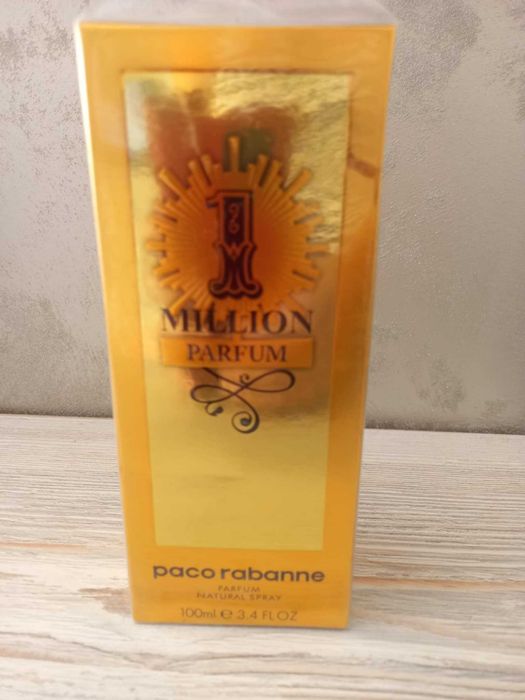 1
MILLION
PARFUM
paco rabanne
PARFUM
NATURAL SPRAY
100ml e 3.4 FL OZ